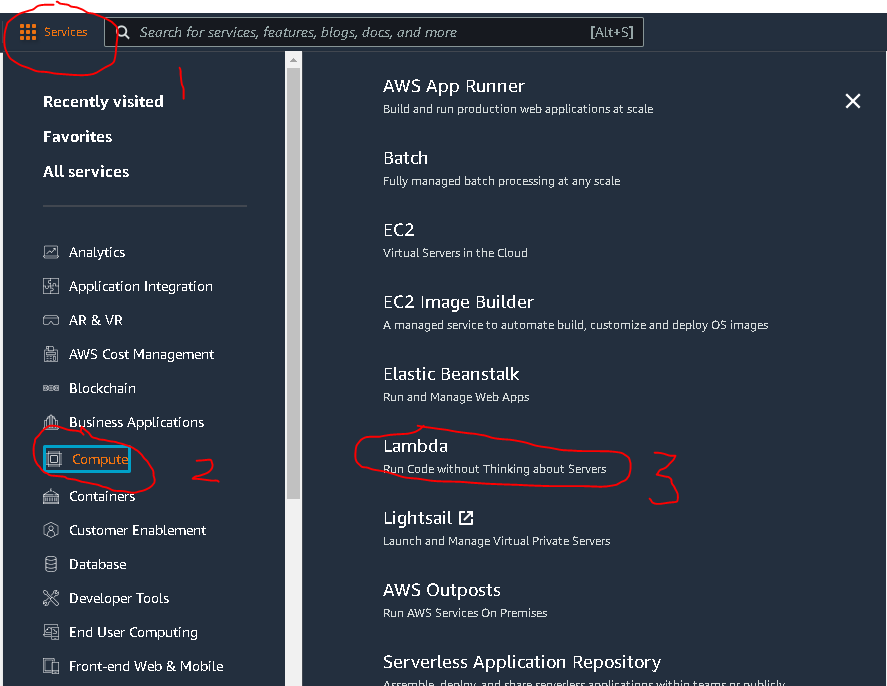 Services
Search for services, features, blogs, docs, and more [Alt+S]
1
Recently visited
Favorites
All services
Analytics
Application Integration
AR & VR
AWS Cost Management
Blockchain
Business Applications
Compute
2
Containers
Customer Enablement
Database
Developer Tools
End User Computing
Front-end Web & Mobile
AWS App Runner
Build and run production web applications at scale
Batch
Fully managed batch processing at any scale
EC2
Virtual Servers in the Cloud
EC2 Image Builder
A managed service to automate build, customize and deploy OS images
Elastic Beanstalk
Run and Manage Web Apps
Lambda
Run Code without Thinking about Servers
3
Lightsail
Launch and Manage Virtual Private Servers
AWS Outposts
Run AWS Services On Premises
Serverless Application Repository
Assemble, deploy, and share serverless applications within teams or publicly